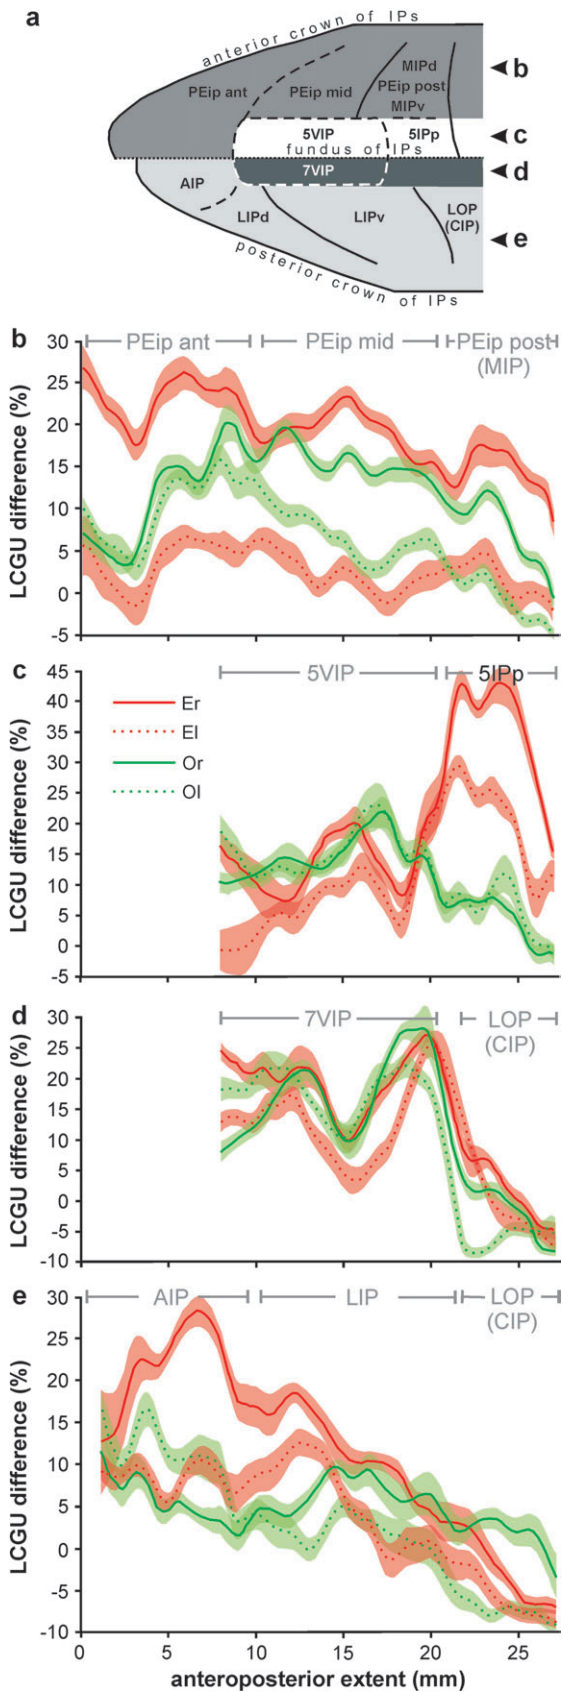 a
anterior crown of IPs
MIPd
PEip ant
PEip mid
PEip post
MIPv
b
5VIP
5IPp
c
fundus of IPs
7VIP
d
AIP
LIPd
LIPv
LOP
(CIP)
e
posterior crown of IPs
b
PEip ant
PEip mid
PEip post
(MIP)
LCGU difference (%)
30
25
20
15
10
5
0
-5
c
5VIP
5IPp
LCGU difference (%)
45
40
35
30
25
20
15
10
5
0
-5
Er
El
Or
Ol
d
7VIP
LOP
(CIP)
LCGU difference (%)
30
25
20
15
10
5
0
-5
-10
e
AIP
LIP
LOP
(CIP)
LCGU difference (%)
30
25
20
15
10
5
0
-5
-10
0 5 10 15 20 25
anteroposterior extent (mm)